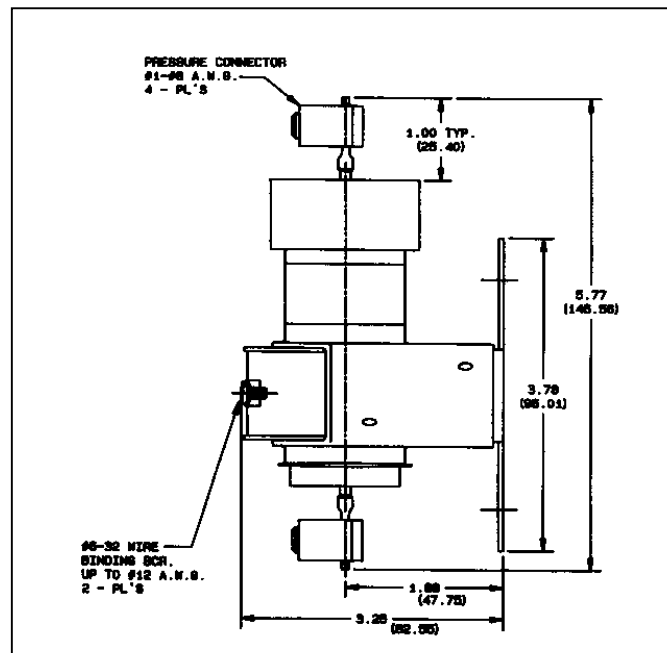 PRESSURE CONNECTOR
#1-#8 A.W.G.
4 - PL'S
1.00 TYP.
(25.40)
5.77
(146.56)
3.78
(96.01)
#6-32 WIRE
BINDING SCR.
UP TO #12 A.W.G.
2 - PL'S
1.88
(47.75)
3.25
(82.55)